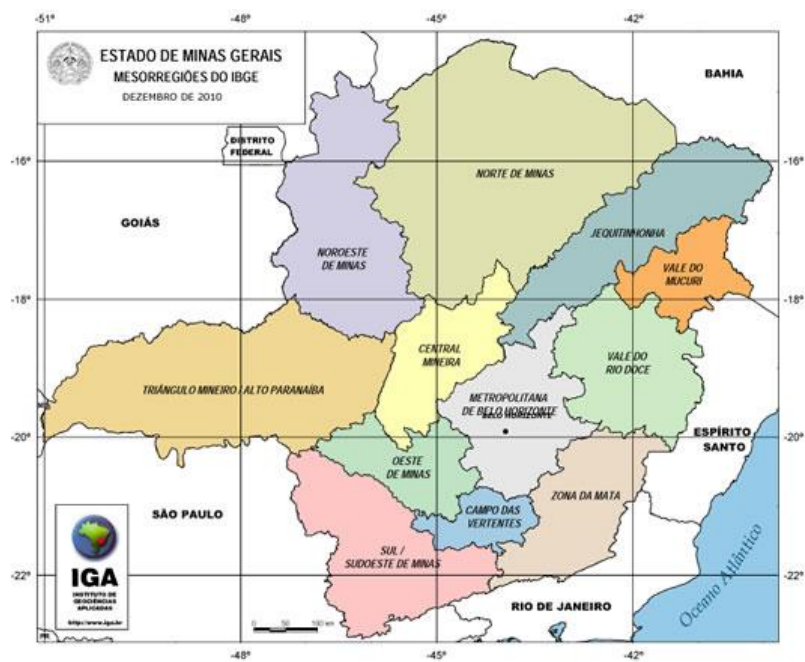 -51°
-48°
-45°
-42°
ESTADO DE MINAS GERAIS
MESORREGIÕES DO IBGE
DEZEMBRO DE 2010
BAHIA
DISTRITO
FEDERAL
-16°
-16°
NORTE DE MINAS
GOIÁS
JEQUITINHONHA
NOROESTE
DE MINAS
VALE DO
MUCURI
-18°
-18°
CENTRAL
MINEIRA
VALE DO
RIO DOCE
TRIÂNGULO MINEIRO / ALTO PARANAÍBA
METROPOLITANA
DE BELO HORIZONTE
BELO HORIZONTE
-20°
-20°
ESPÍRITO
SANTO
OESTE
DE MINAS
ZONA DA MATA
SÃO PAULO
CAMPO DAS
VERTENTES
IGA
INSTITUTO DE
GEOCIÊNCIAS
APLICADAS
http://www.iga.br
SUL /
SUDOESTE DE MINAS
-22°
-22°
Oceano Atlântico
RIO DE JANEIRO
0 50 100 km
PR
-48°
-45°
-42°